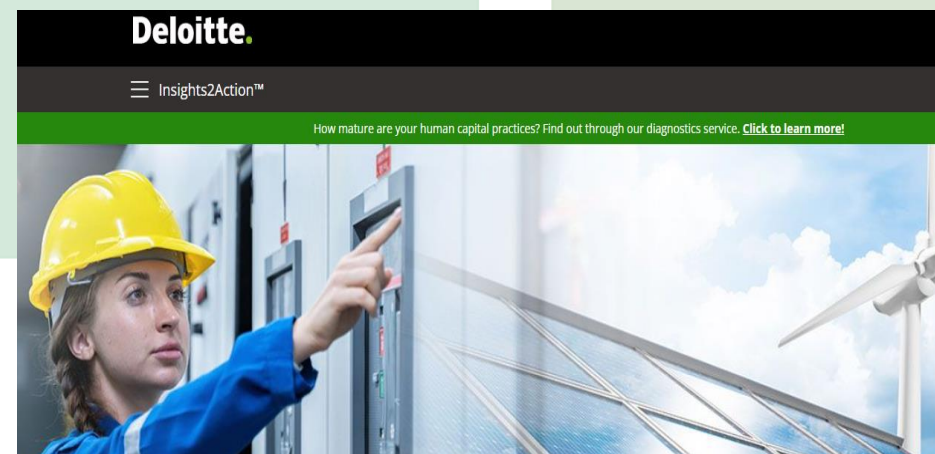 Deloitte.
Insights2Action™
How mature are your human capital practices? Find out through our diagnostics service. Click to learn more!